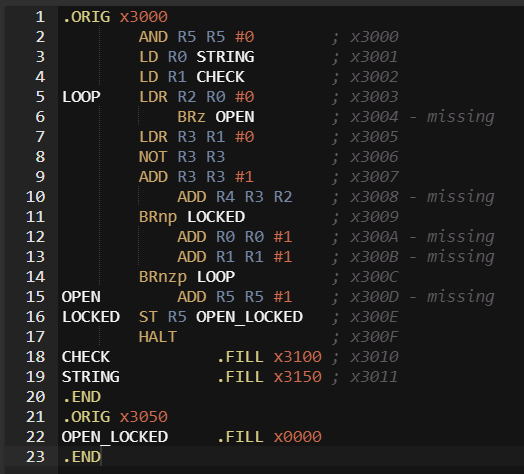 1 .ORIG x3000
2 AND R5 R5 #0 ; x3000
3 LD R0 STRING ; x3001
4 LD R1 CHECK ; x3002
5 LOOP LDR R2 R0 #0 ; x3003
6 BRz OPEN ; x3004 - missing
7 LDR R3 R1 #0 ; x3005
8 NOT R3 R3 ; x3006
9 ADD R3 R3 #1 ; x3007
10 ADD R4 R3 R2 ; x3008 - missing
11 BRnp LOCKED ; x3009
12 ADD R0 R0 #1 ; x300A - missing
13 ADD R1 R1 #1 ; x300B - missing
14 BRnzp LOOP ; x300C
15 OPEN ADD R5 R5 #1 ; x300D - missing
16 LOCKED ST R5 OPEN_LOCKED ; x300E
17 HALT ; x300F
18 CHECK .FILL x3100 ; x3010
19 STRING .FILL x3150 ; x3011
20 .END
21 .ORIG x3050
22 OPEN_LOCKED .FILL x0000
23 .END